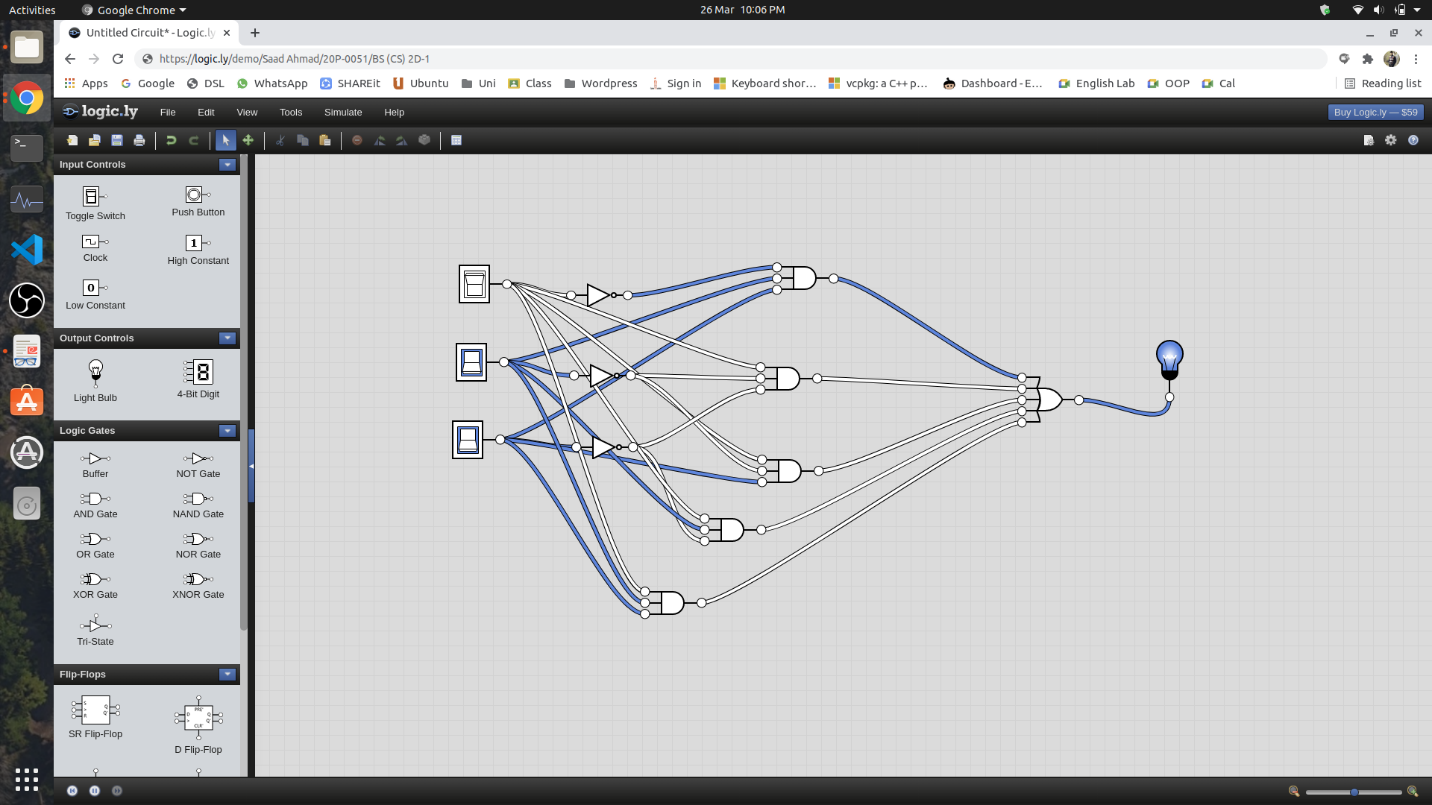 Activities Google Chrome 26 Mar 10:06 PM
Untitled Circuit* - Logic.ly
https://logic.ly/demo/Saad Ahmad/20P-0051/BS (CS) 2D-1
Apps Google DSL WhatsApp SHAREit Ubuntu Uni Class Wordpress Sign in Keyboard shor… vcpkg: a C++ p… Dashboard - E… English Lab OOP Cal Reading list
logic.ly File Edit View Tools Simulate Help Buy Logic.ly — $59
Input Controls
Toggle Switch Push Button
Clock High Constant
1
Low Constant
0
Output Controls
Light Bulb 4-Bit Digit
8
Logic Gates
Buffer NOT Gate
AND Gate NAND Gate
OR Gate NOR Gate
XOR Gate XNOR Gate
Tri-State
Flip-Flops
SR Flip-Flop D Flip-Flop